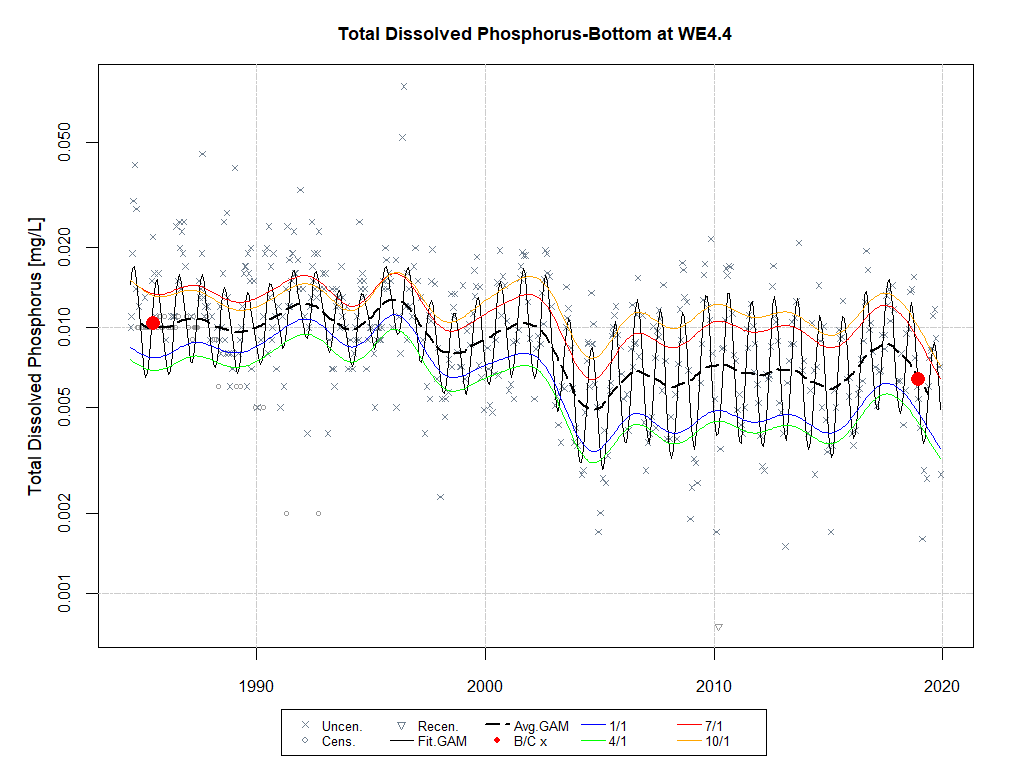 Total Dissolved Phosphorus-Bottom at WE4.4
Total Dissolved Phosphorus [mg/L]
0.050
0.020
0.010
0.005
0.002
0.001
1990 2000 2010 2020
Uncen. Recen. Avg.GAM 1/1 7/1
Cens. Fit.GAM B/C x 4/1 10/1